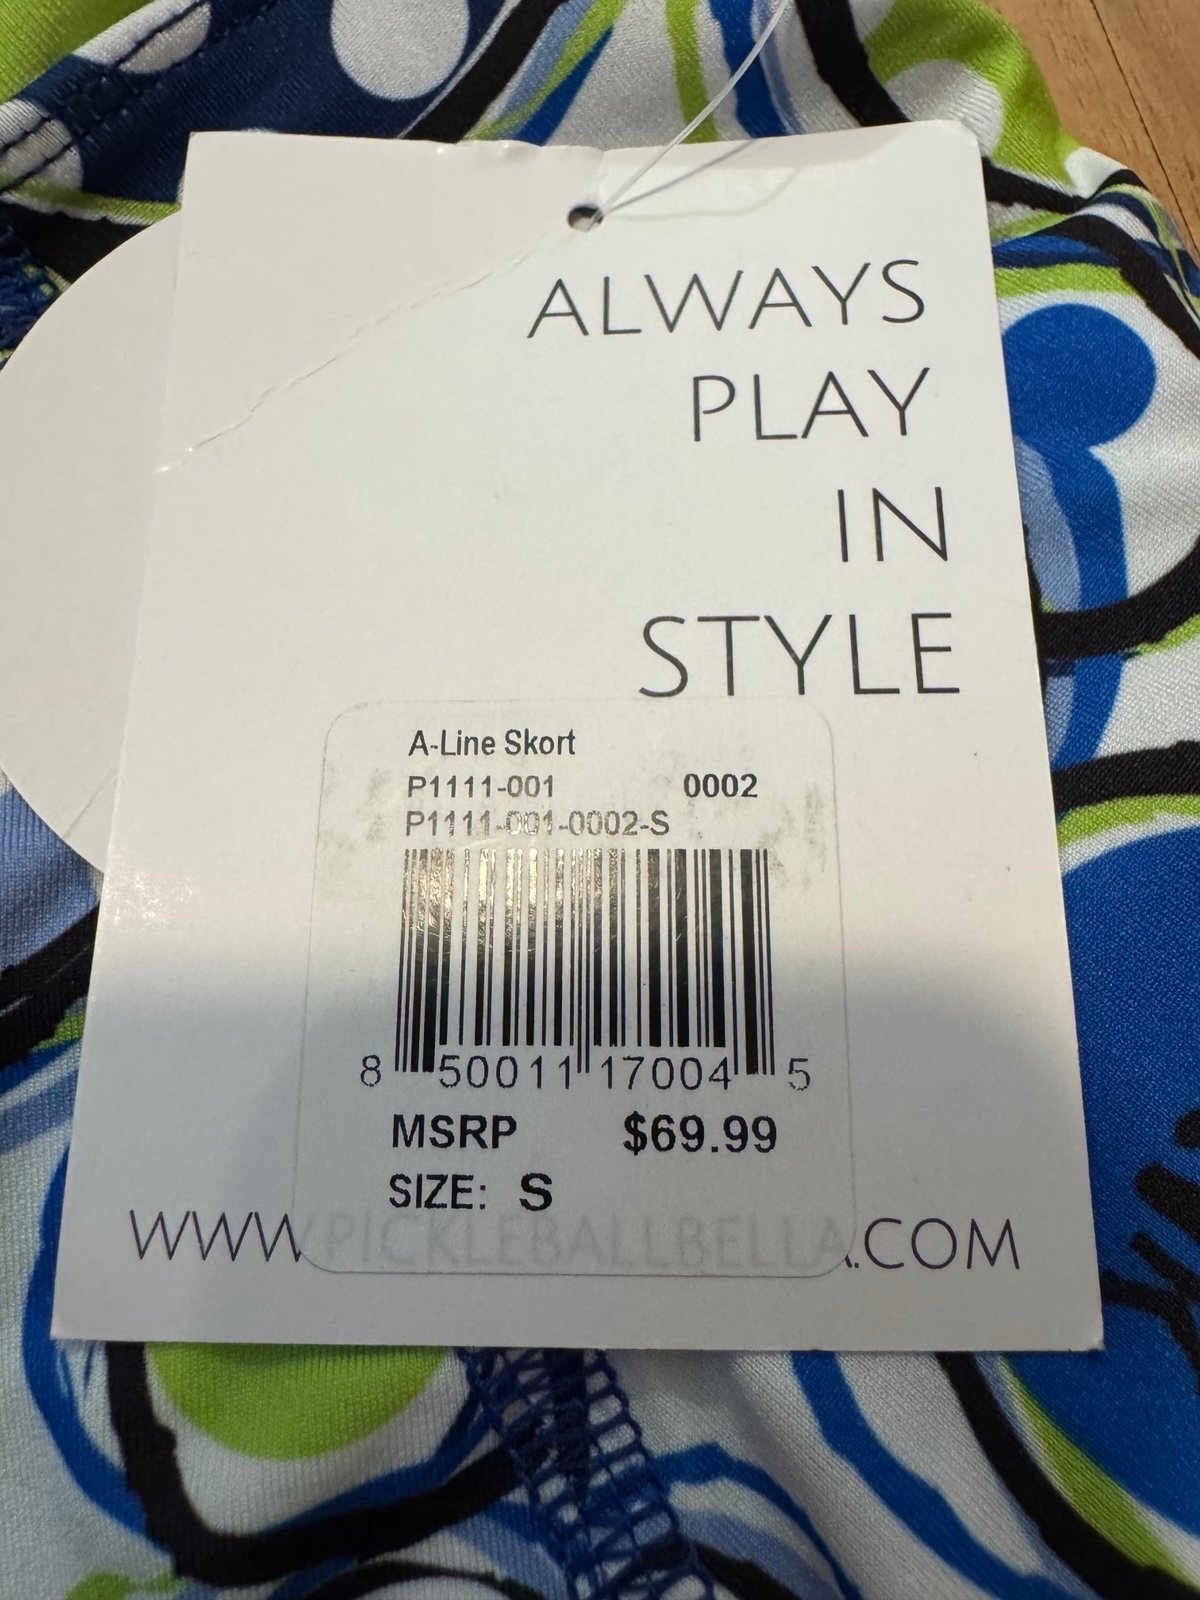 ALWAYS
PLAY
IN
STYLE
A-Line Skort
P1111-001 0002
P1111-001-0002-S
8 50011 17004 5
MSRP $69.99
SIZE: S
WWW.PICKLEBALLBELLA.COM